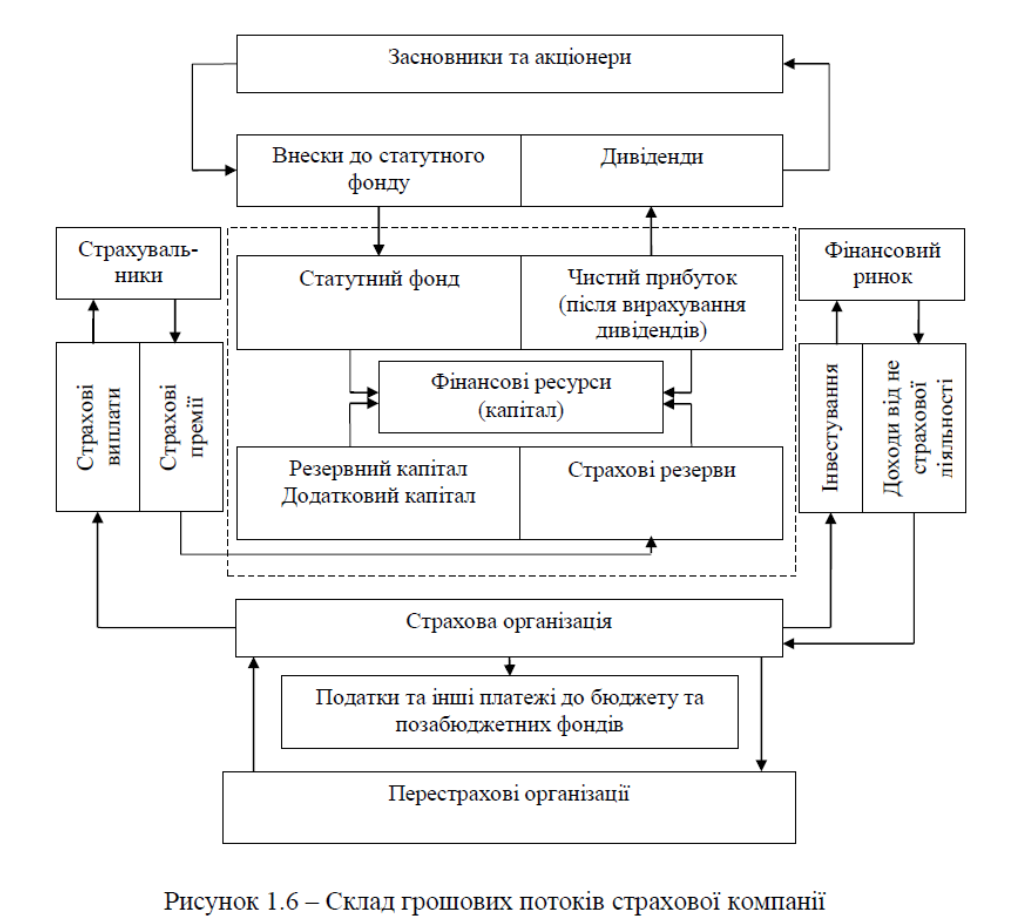 Засновники та акціонери
Внески до статутного
фонду
Дивіденди
Страхуваль-
ники
Фінансовий
ринок
Статутний фонд
Чистий прибуток
(після вирахування
дивідендів)
Страхові
виплати
Страхові
премії
Фінансові ресурси
(капітал)
Інвестування
Доходи від не
страхової
діяльності
Резервний капітал
Додатковий капітал
Страхові резерви
Страхова організація
Податки та інші платежі до бюджету та
позабюджетних фондів
Перестрахові організації
Рисунок 1.6 – Склад грошових потоків страхової компанії